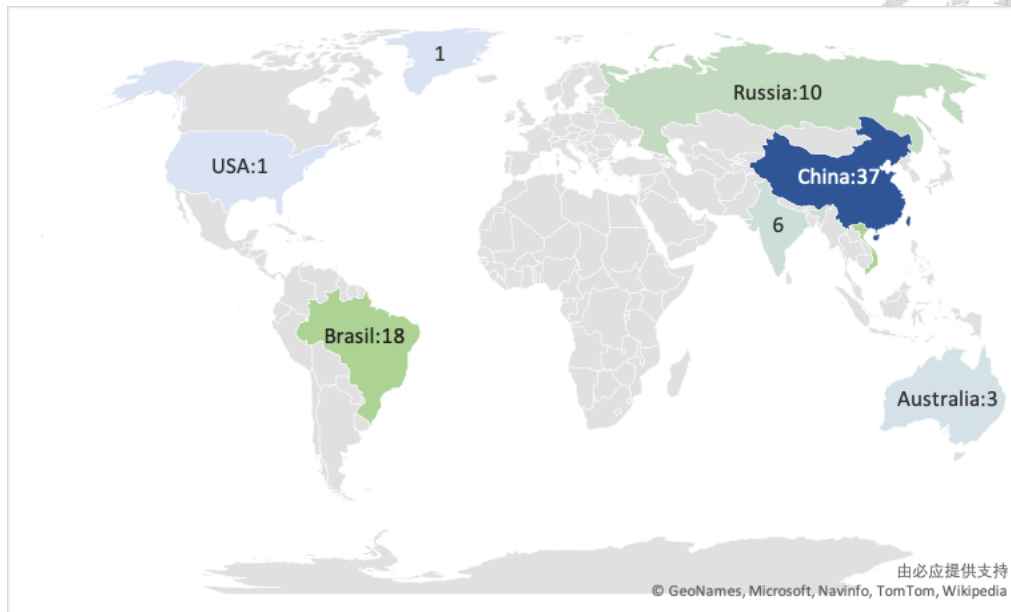 1
Russia:10
USA:1
China:37
6
Brasil:18
Australia:3
由必应提供支持
© GeoNames, Microsoft, Navinfo, TomTom, Wikipedia